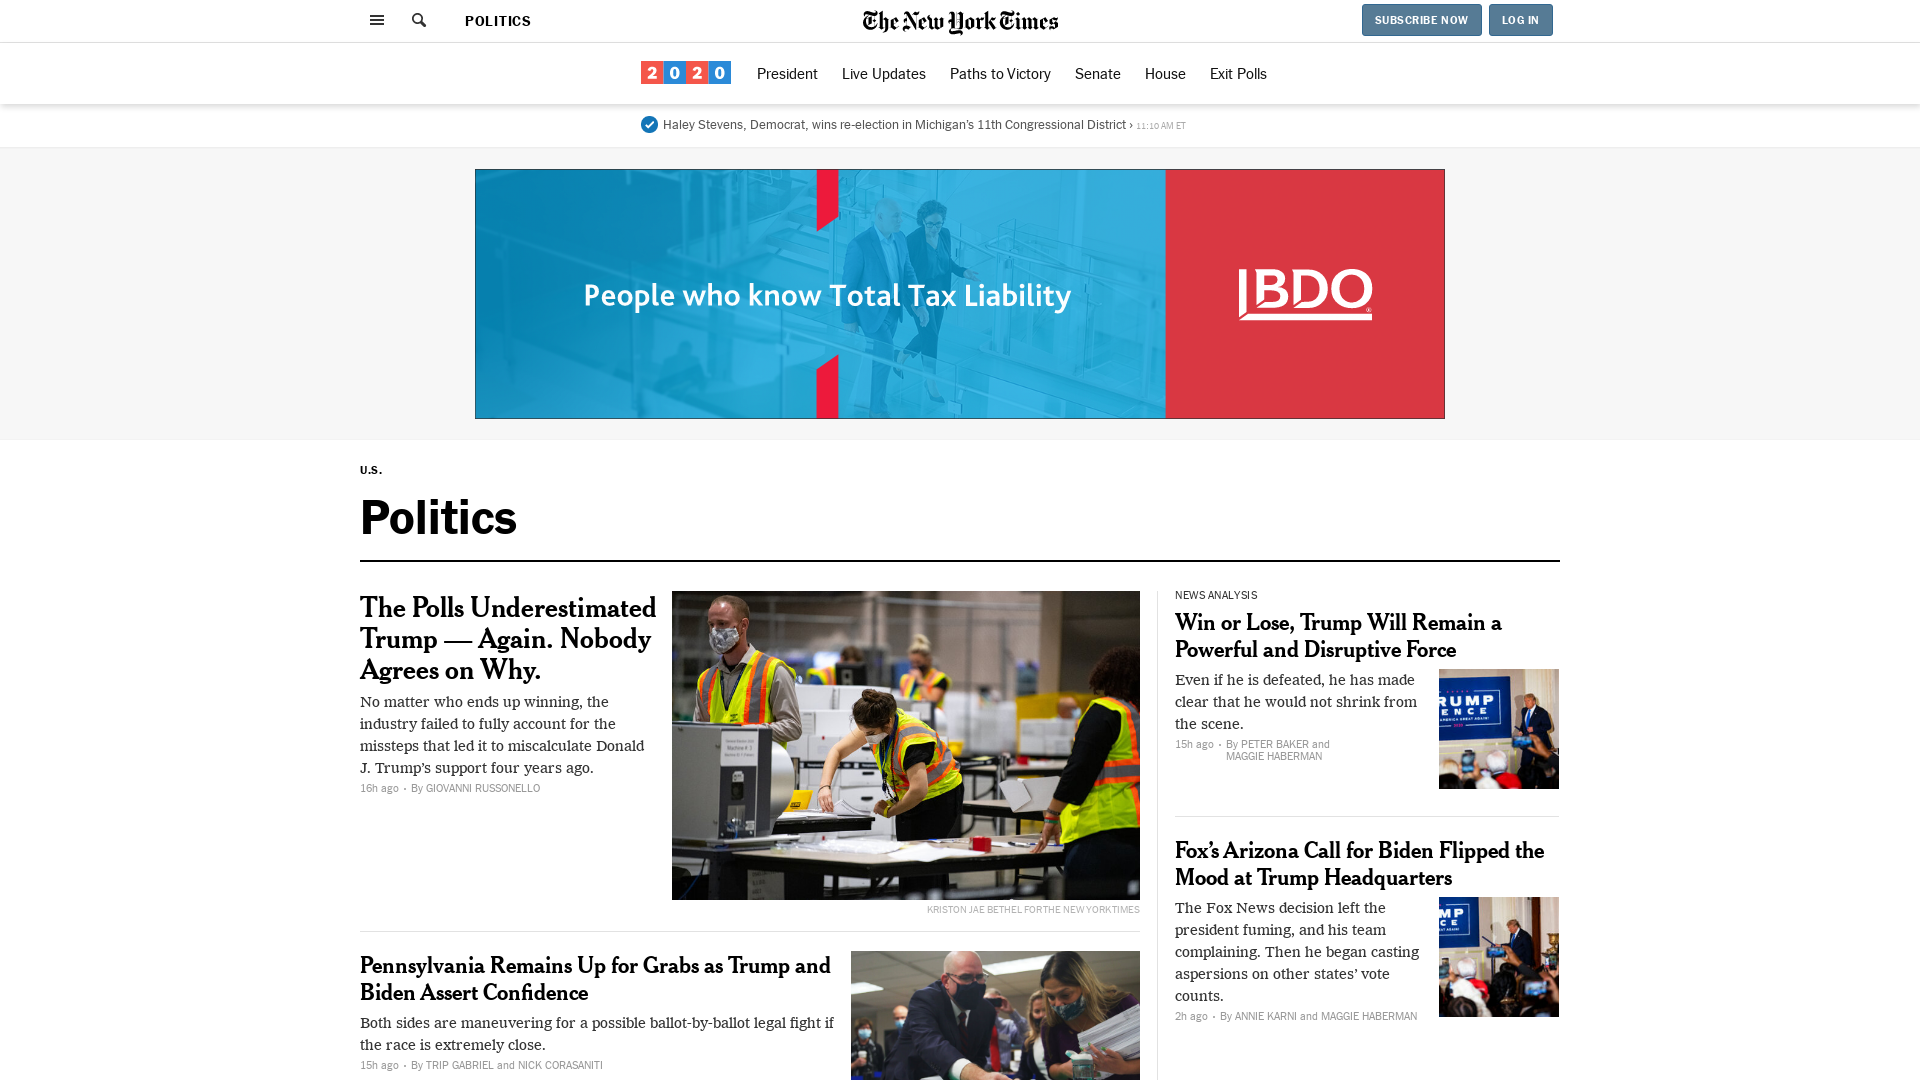 POLITICS
The New York Times
SUBSCRIBE NOW
LOG IN
2020
President
Live Updates
Paths to Victory
Senate
House
Exit Polls
Haley Stevens, Democrat, wins re-election in Michigan’s 11th Congressional District › 11:10 AM ET
People who know Total Tax Liability
BDO
U.S.
Politics
The Polls Underestimated
Trump — Again. Nobody
Agrees on Why.
No matter who ends up winning, the
industry failed to fully account for the
missteps that led it to miscalculate Donald
J. Trump’s support four years ago.
16h ago · By GIOVANNI RUSSONELLO
KRISTON JAE BETHEL FOR THE NEW YORK TIMES
Pennsylvania Remains Up for Grabs as Trump and
Biden Assert Confidence
Both sides are maneuvering for a possible ballot-by-ballot legal fight if
the race is extremely close.
15h ago · By TRIP GABRIEL and NICK CORASANITI
NEWS ANALYSIS
Win or Lose, Trump Will Remain a
Powerful and Disruptive Force
Even if he is defeated, he has made
clear that he would not shrink from
the scene.
15h ago · By PETER BAKER and
MAGGIE HABERMAN
RUMP
ENCE
Fox’s Arizona Call for Biden Flipped the
Mood at Trump Headquarters
The Fox News decision left the
president fuming, and his team
complaining. Then he began casting
aspersions on other states’ vote
counts.
2h ago · By ANNIE KARNI and MAGGIE HABERMAN
MP
CE